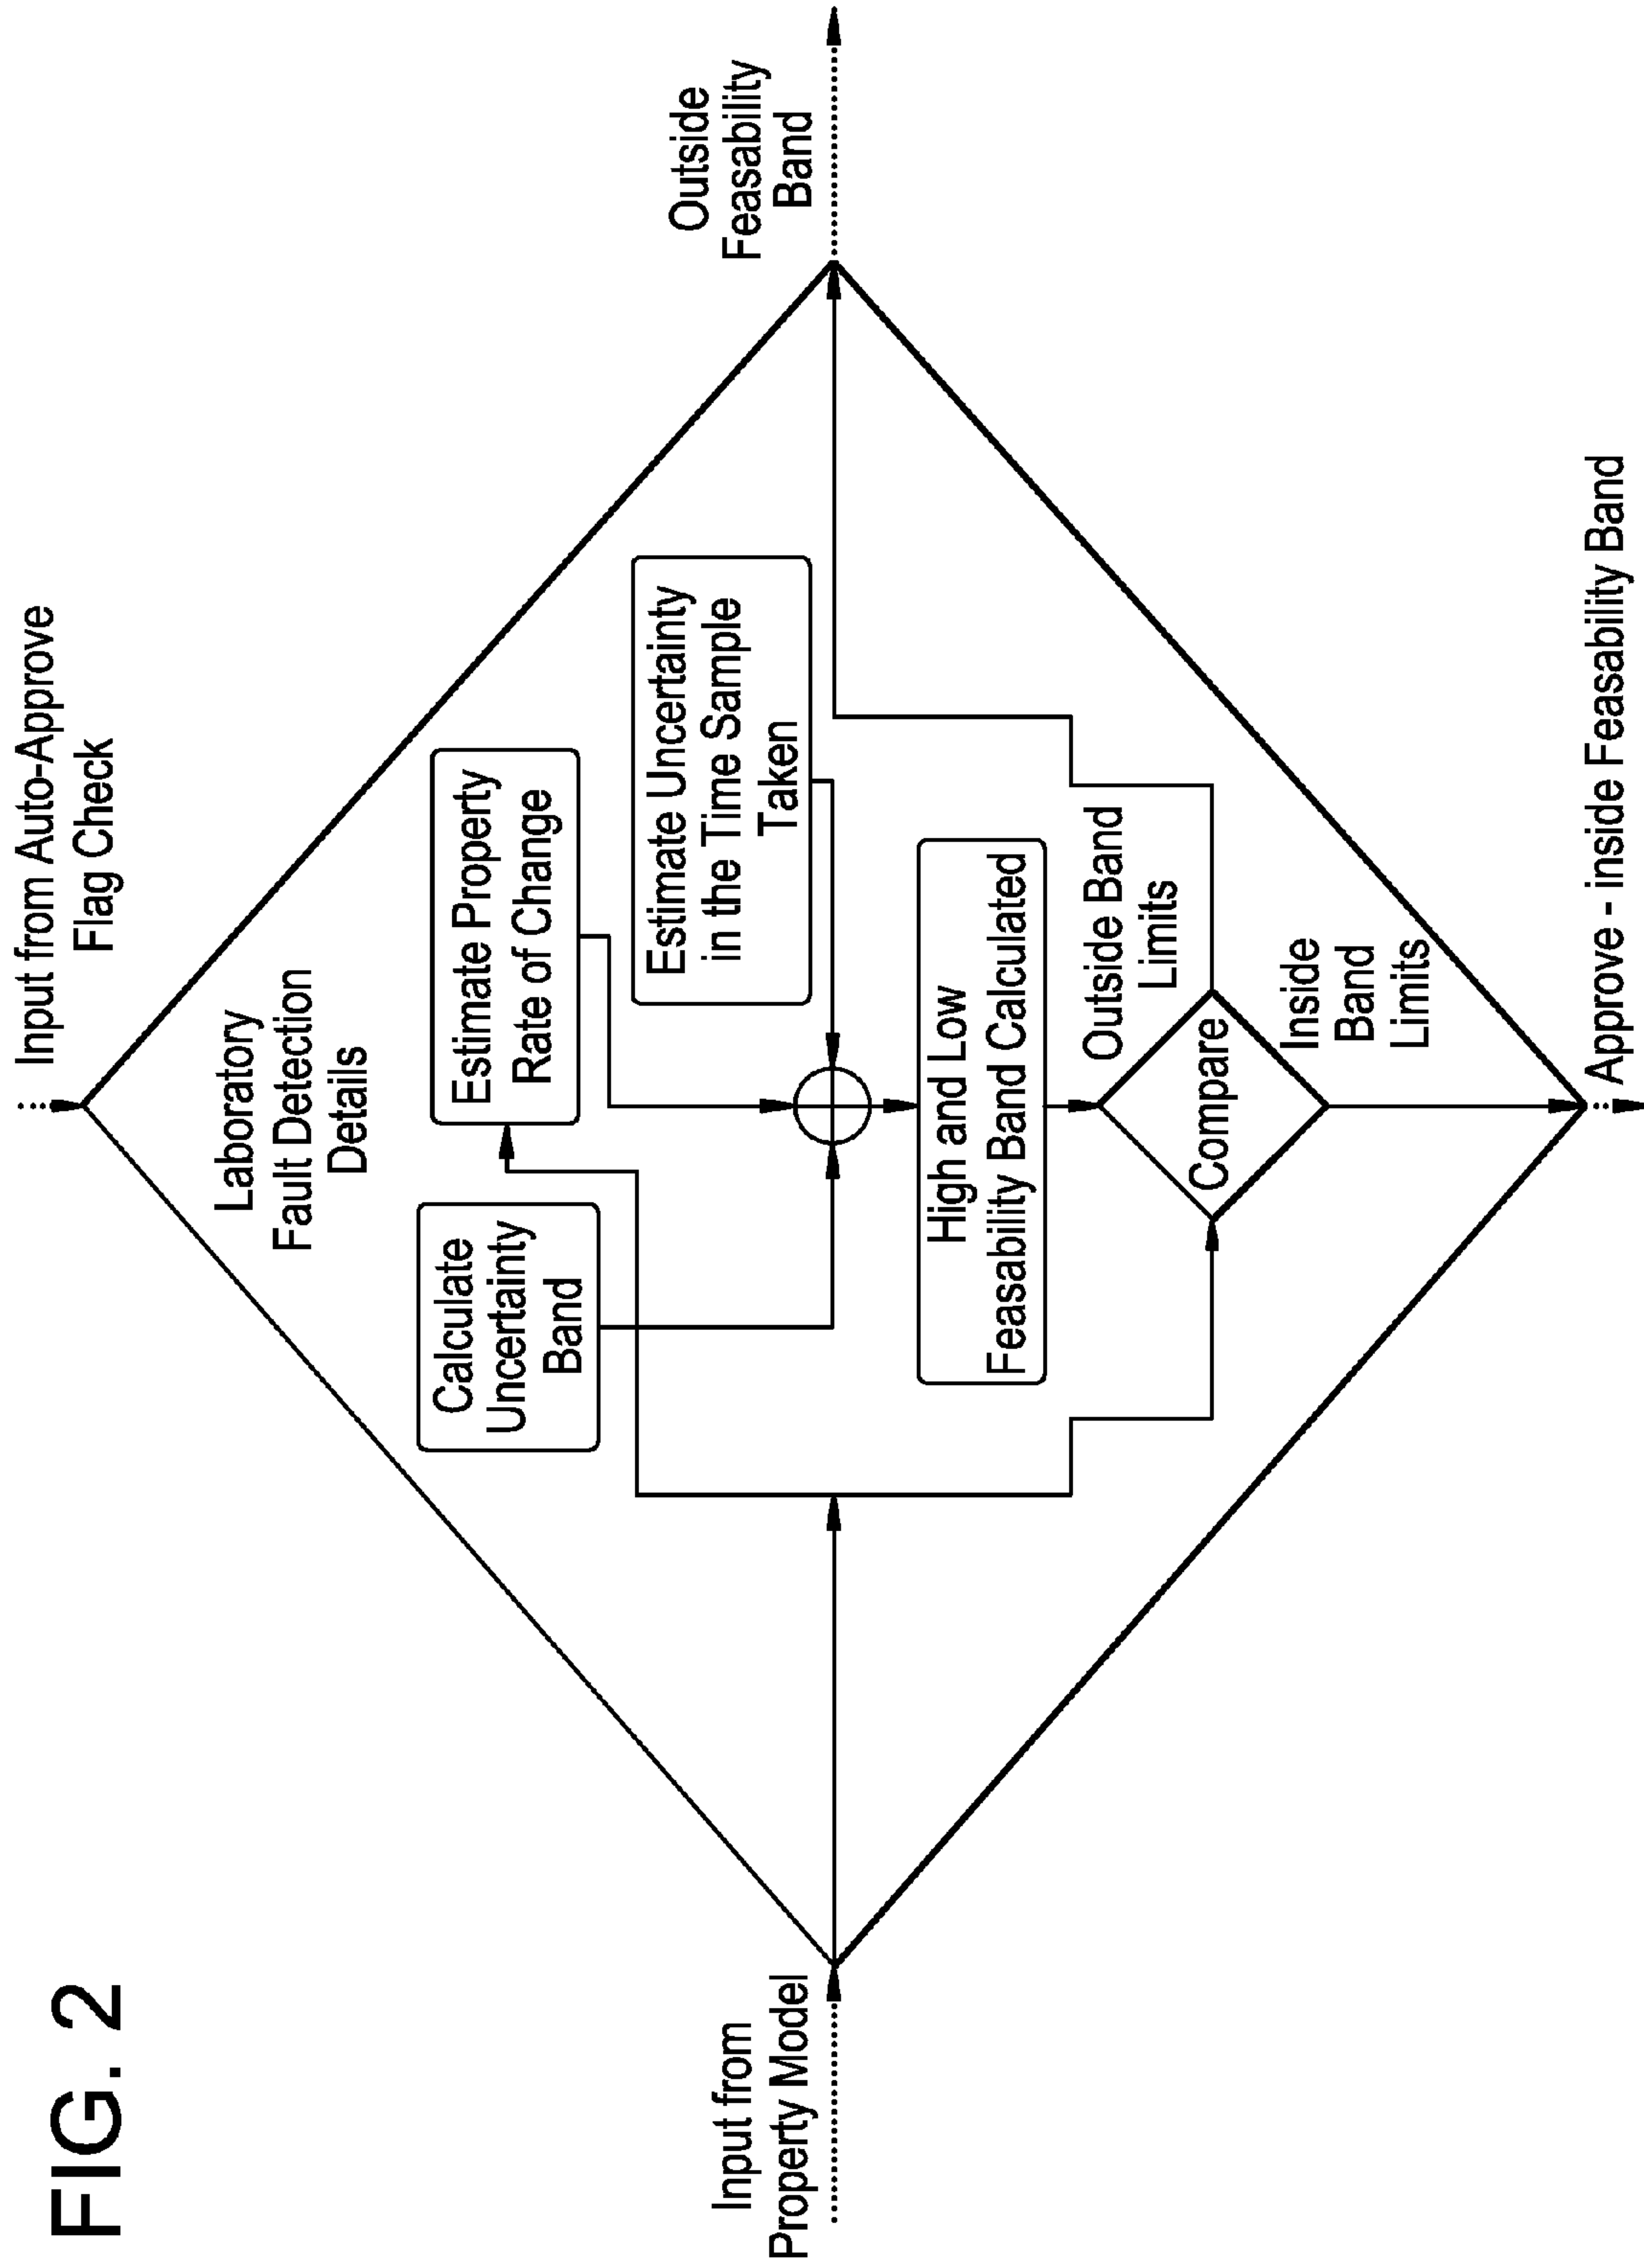 FIG. 2
Input from Auto-Approve
Flag Check
Laboratory
Fault Detection
Details
Calculate
Uncertainty
Band
Estimate Property
Rate of Change
Estimate Uncertainty
in the Time Sample
Taken
Input from
Property Model
Outside
Feasability
Band
High and Low
Feasability Band Calculated
Outside Band
Limits
Compare
Inside
Band
Limits
Approve - inside Feasability Band